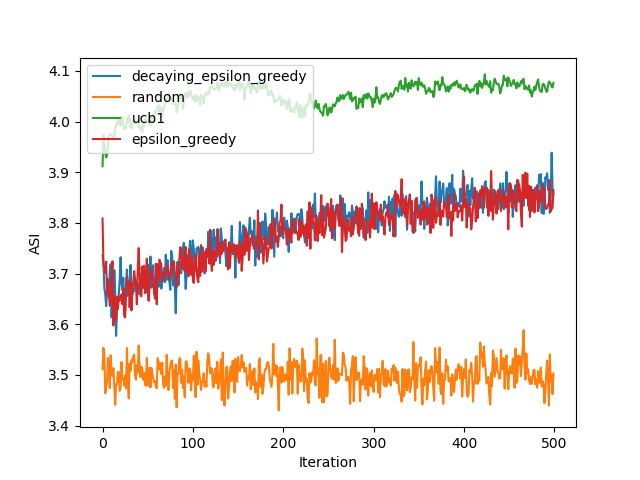 decaying_epsilon_greedy
random
ucb1
epsilon_greedy
4.1
4.0
3.9
3.8
3.7
3.6
3.5
3.4
ASI
0 100 200 300 400 500
Iteration